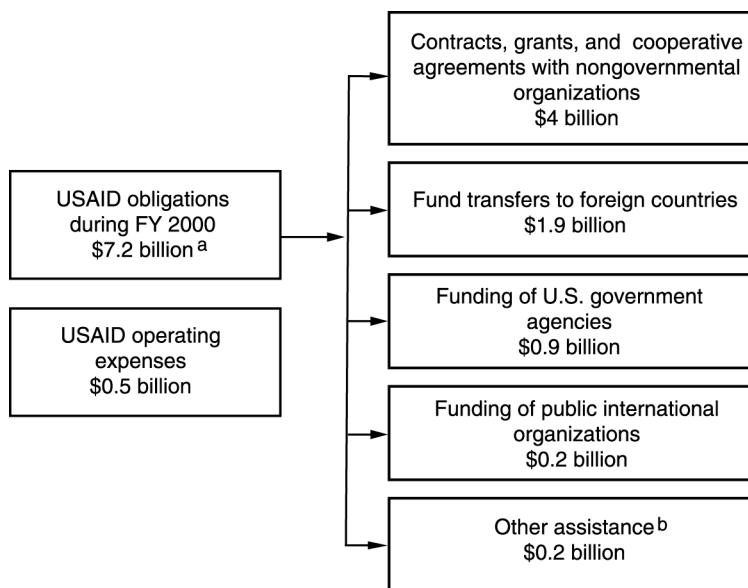 USAID obligations
during FY 2000
$7.2 billion a
USAID operating
expenses
$0.5 billion
Contracts, grants, and cooperative
agreements with nongovernmental
organizations
$4 billion
Fund transfers to foreign countries
$1.9 billion
Funding of U.S. government
agencies
$0.9 billion
Funding of public international
organizations
$0.2 billion
Other assistance b
$0.2 billion